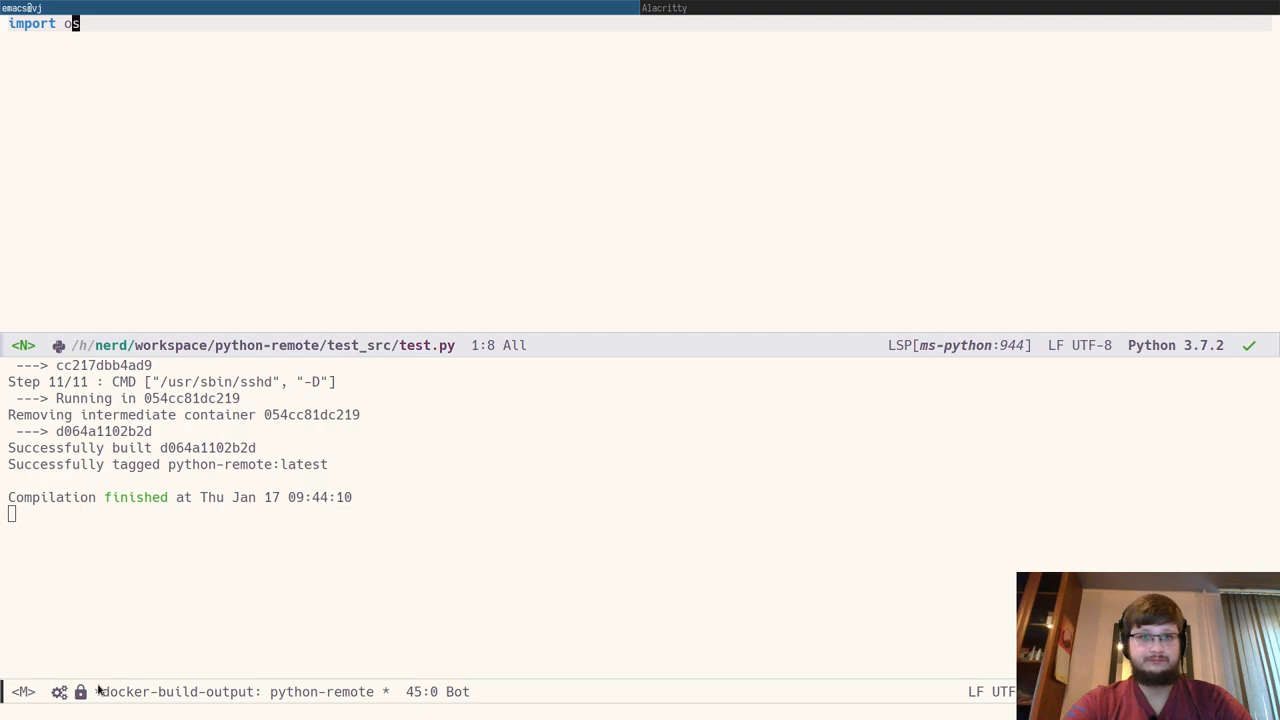 emacs@vj
Alacritty
import os
<N> /h/nerd/workspace/python-remote/test_src/test.py 1:8 All LSP[ms-python:944] LF UTF-8 Python 3.7.2
---> cc217dbb4ad9
Step 11/11 : CMD ["/usr/sbin/sshd", "-D"]
---> Running in 054cc81dc219
Removing intermediate container 054cc81dc219
---> d064a1102b2d
Successfully built d064a1102b2d
Successfully tagged python-remote:latest
Compilation finished at Thu Jan 17 09:44:10
<M> *docker-build-output: python-remote * 45:0 Bot LF UTF